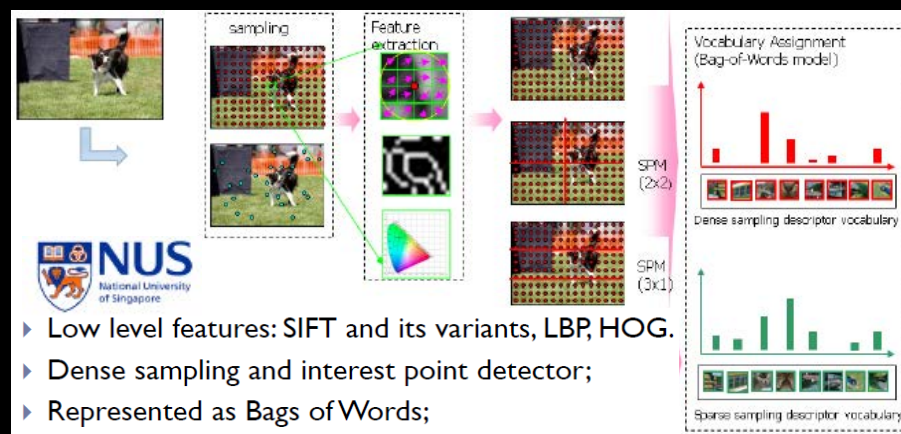 sampling
Feature
extraction
SPM
(2x2)
SPM
(3x1)
Vocabulary Assignment
(Bag-of-Words model)
Dense sampling descriptor vocabulary
Sparse sampling descriptor vocabulary
NUS
National University
of Singapore
Low level features: SIFT and its variants, LBP, HOG.
Dense sampling and interest point detector;
Represented as Bags of Words;